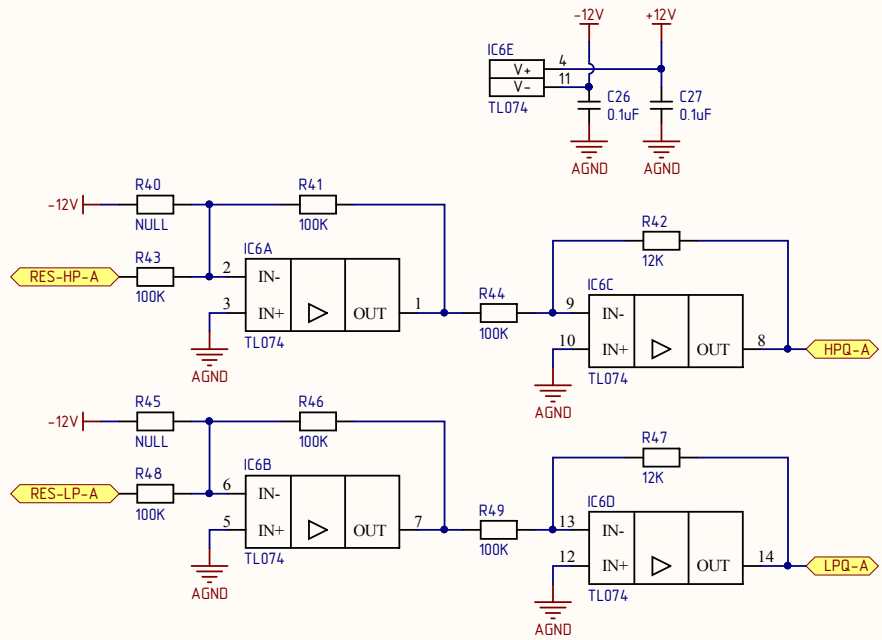 -12V +12V
IC6E
V+ 4
V- 11
TL074
C26 C27
0.1uF 0.1uF
AGND AGND
R40 R41
-12V
NULL 100K
R42
12K
R43 IC6A
RES-HP-A 2 IN-
100K
3 IN+ OUT 1
TL074
AGND
R44 IC6C
9 IN-
100K
10 IN+ OUT 8 HPQ-A
TL074
AGND
R45 R46
-12V
NULL 100K
R47
12K
R48 IC6B
RES-LP-A 6 IN-
100K
5 IN+ OUT 7
TL074
AGND
R49 IC6D
13 IN-
100K
12 IN+ OUT 14 LPQ-A
TL074
AGND